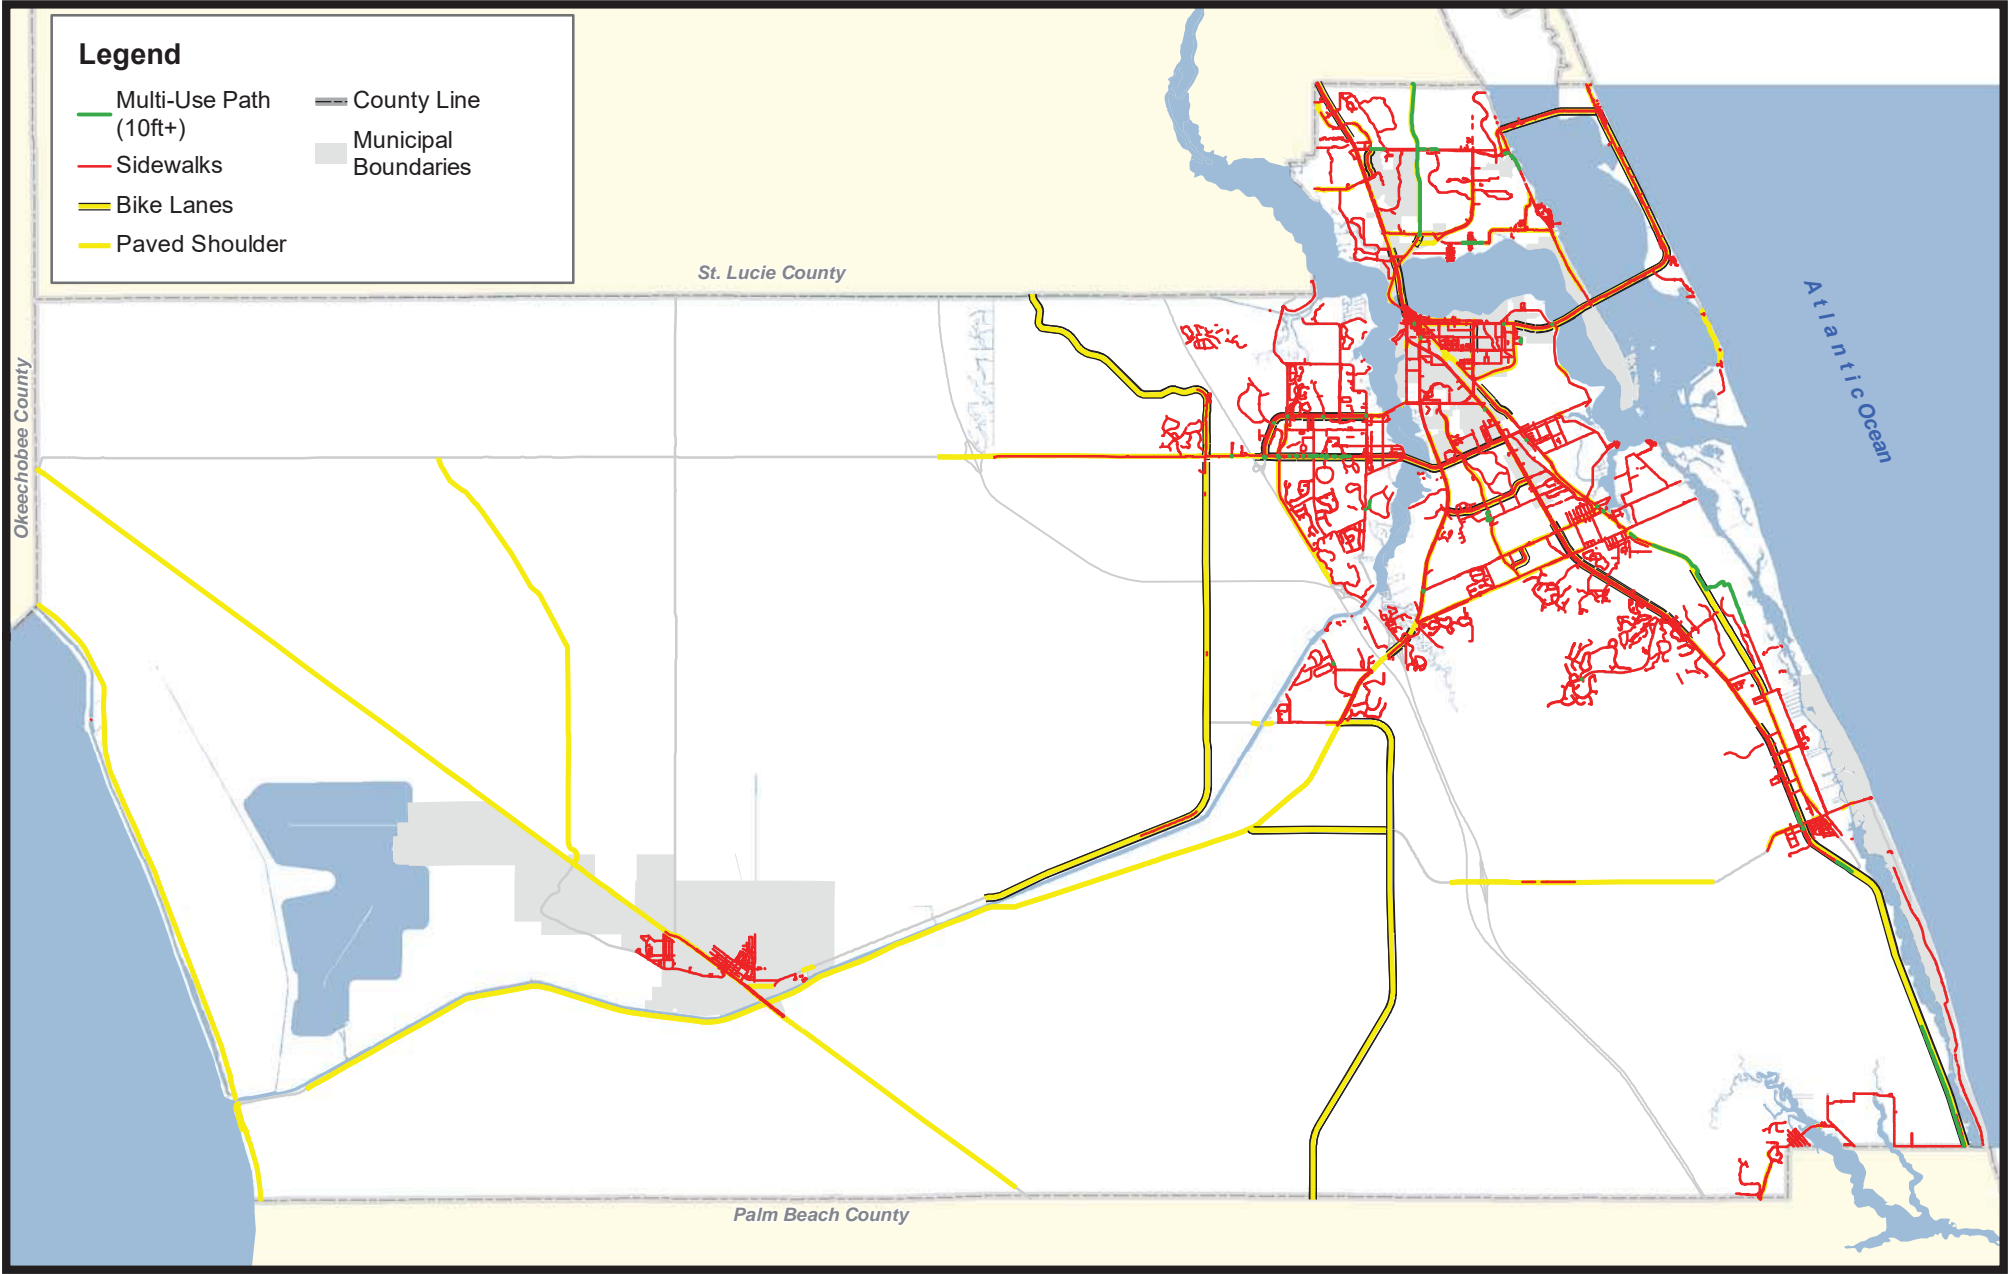 Legend
Multi-Use Path
(10ft+)
Sidewalks
Bike Lanes
Paved Shoulder
County Line
Municipal
Boundaries
St. Lucie County
Okeechobee County
Atlantic Ocean
Palm Beach County